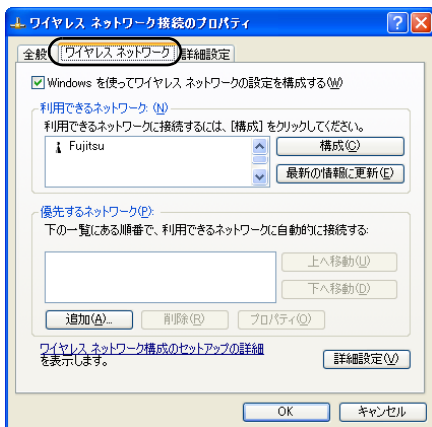 ワイヤレス ネットワーク接続のプロパティ
全般 ワイヤレス ネットワーク 詳細設定
Windows を使ってワイヤレス ネットワークの設定を構成する(W)
利用できるネットワーク: (N)
利用できるネットワークに接続するには、[構成] をクリックしてください。
Fujitsu
構成(C)
最新の情報に更新(E)
優先するネットワーク(P):
下の一覧にある順番で、利用できるネットワークに自動的に接続する:
上へ移動(U)
下へ移動(D)
追加(A)... 削除(R) プロパティ(O)
ワイヤレス ネットワーク構成のセットアップの詳細
を表示します。
詳細設定(V)
OK キャンセル